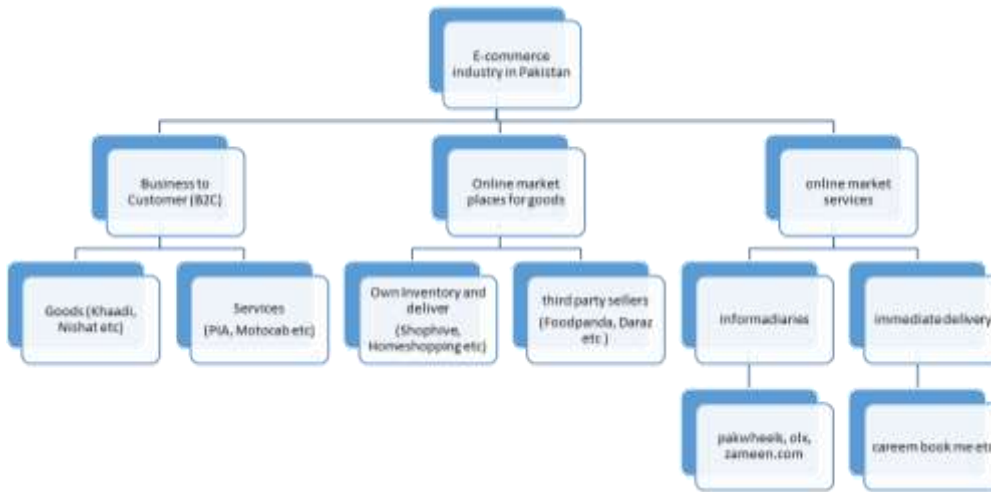 E-commerce
industry in Pakistan
Business to
Customer (B2C)
Online market
places for goods
online market
services
Goods (Khaadi,
Nishat etc)
Services
(PIA, Motocab etc)
Own Inventory and
deliver
(Shophive,
Homeshopping etc)
third party sellers
(Foodpanda, Daraz
etc )
Informadiaries
immediate delivery
pakwheels, olx,
zameen.com
careem book me etc